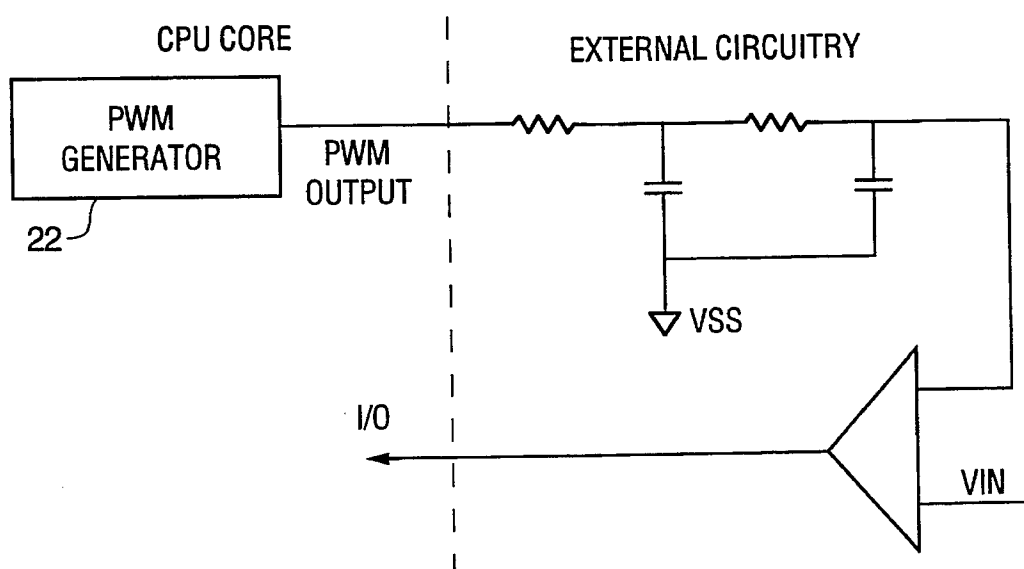 CPU CORE
EXTERNAL CIRCUITRY
PWM
GENERATOR
PWM
OUTPUT
22
VSS
I/O
VIN